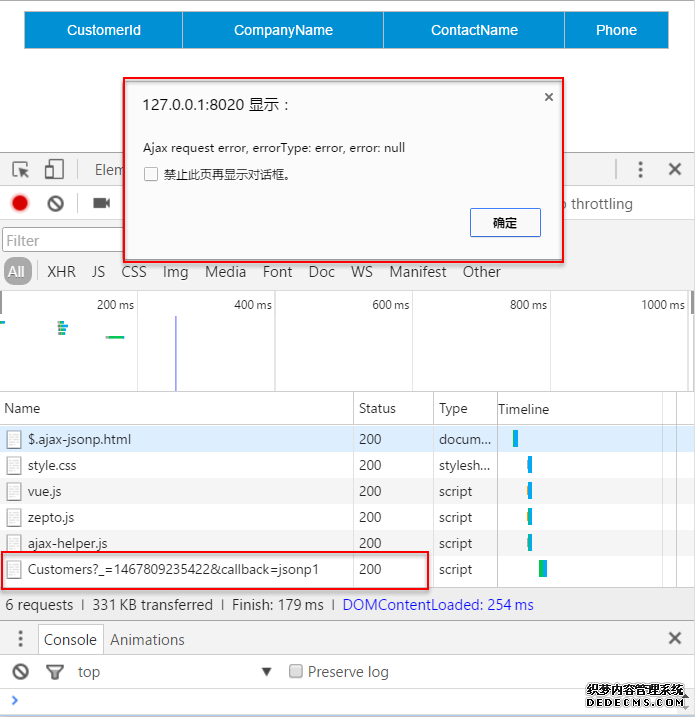 CustomerId CompanyName ContactName Phone
127.0.0.1:8020 显示：
Ajax request error, errorType: error, error: null
禁止此页再显示对话框。
确定
Elem
throttling
Filter
All XHR JS CSS Img Media Font Doc WS Manifest Other
200 ms 400 ms 600 ms 800 ms 1000 ms
Name Status Type Timeline
$.ajax-jsonp.html 200 docum...
style.css 200 stylesh...
vue.js 200 script
zepto.js 200 script
ajax-helper.js 200 script
Customers?_=1467809235422&callback=jsonp1 200 script
6 requests | 331 KB transferred | Finish: 179 ms | DOMContentLoaded: 254 ms
Console Animations
top ▼ Preserve log
织梦内容管理系统
DEDECMS.COM